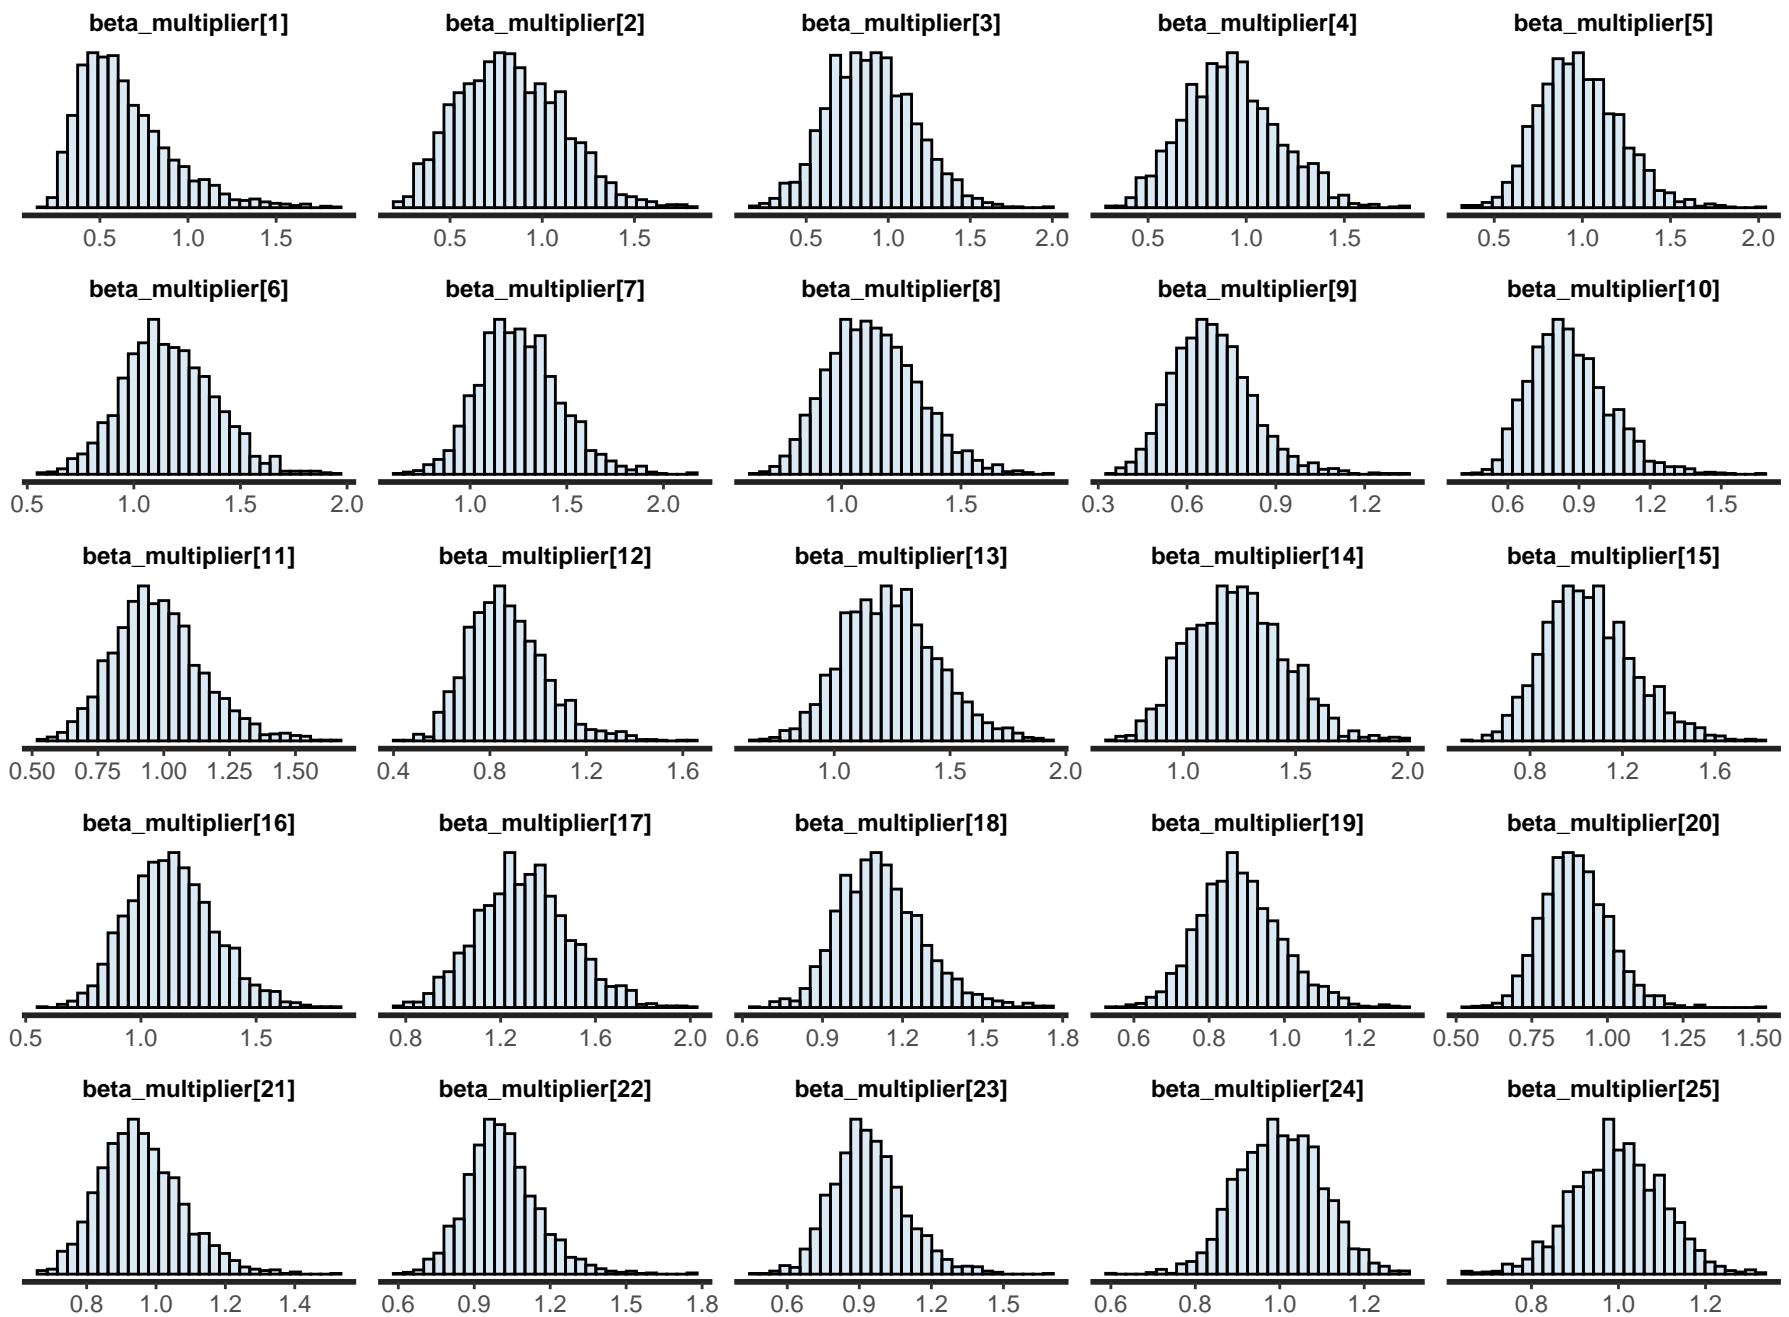 beta_multiplier[1] beta_multiplier[2] beta_multiplier[3] beta_multiplier[4] beta_multiplier[5]
0.5 1.0 1.5 0.5 1.0 1.5 0.5 1.0 1.5 2.0 0.5 1.0 1.5 0.5 1.0 1.5 2.0
beta_multiplier[6] beta_multiplier[7] beta_multiplier[8] beta_multiplier[9] beta_multiplier[10]
0.5 1.0 1.5 2.0 1.0 1.5 2.0 1.0 1.5 0.3 0.6 0.9 1.2 0.6 0.9 1.2 1.5
beta_multiplier[11] beta_multiplier[12] beta_multiplier[13] beta_multiplier[14] beta_multiplier[15]
0.50 0.75 1.00 1.25 1.50 0.4 0.8 1.2 1.6 1.0 1.5 2.0 1.0 1.5 2.0 0.8 1.2 1.6
beta_multiplier[16] beta_multiplier[17] beta_multiplier[18] beta_multiplier[19] beta_multiplier[20]
0.5 1.0 1.5 0.8 1.2 1.6 2.0 0.6 0.9 1.2 1.5 1.8 0.6 0.8 1.0 1.2 0.50 0.75 1.00 1.25 1.50
beta_multiplier[21] beta_multiplier[22] beta_multiplier[23] beta_multiplier[24] beta_multiplier[25]
0.8 1.0 1.2 1.4 0.6 0.9 1.2 1.5 1.8 0.6 0.9 1.2 1.5 0.6 0.8 1.0 1.2 0.8 1.0 1.2